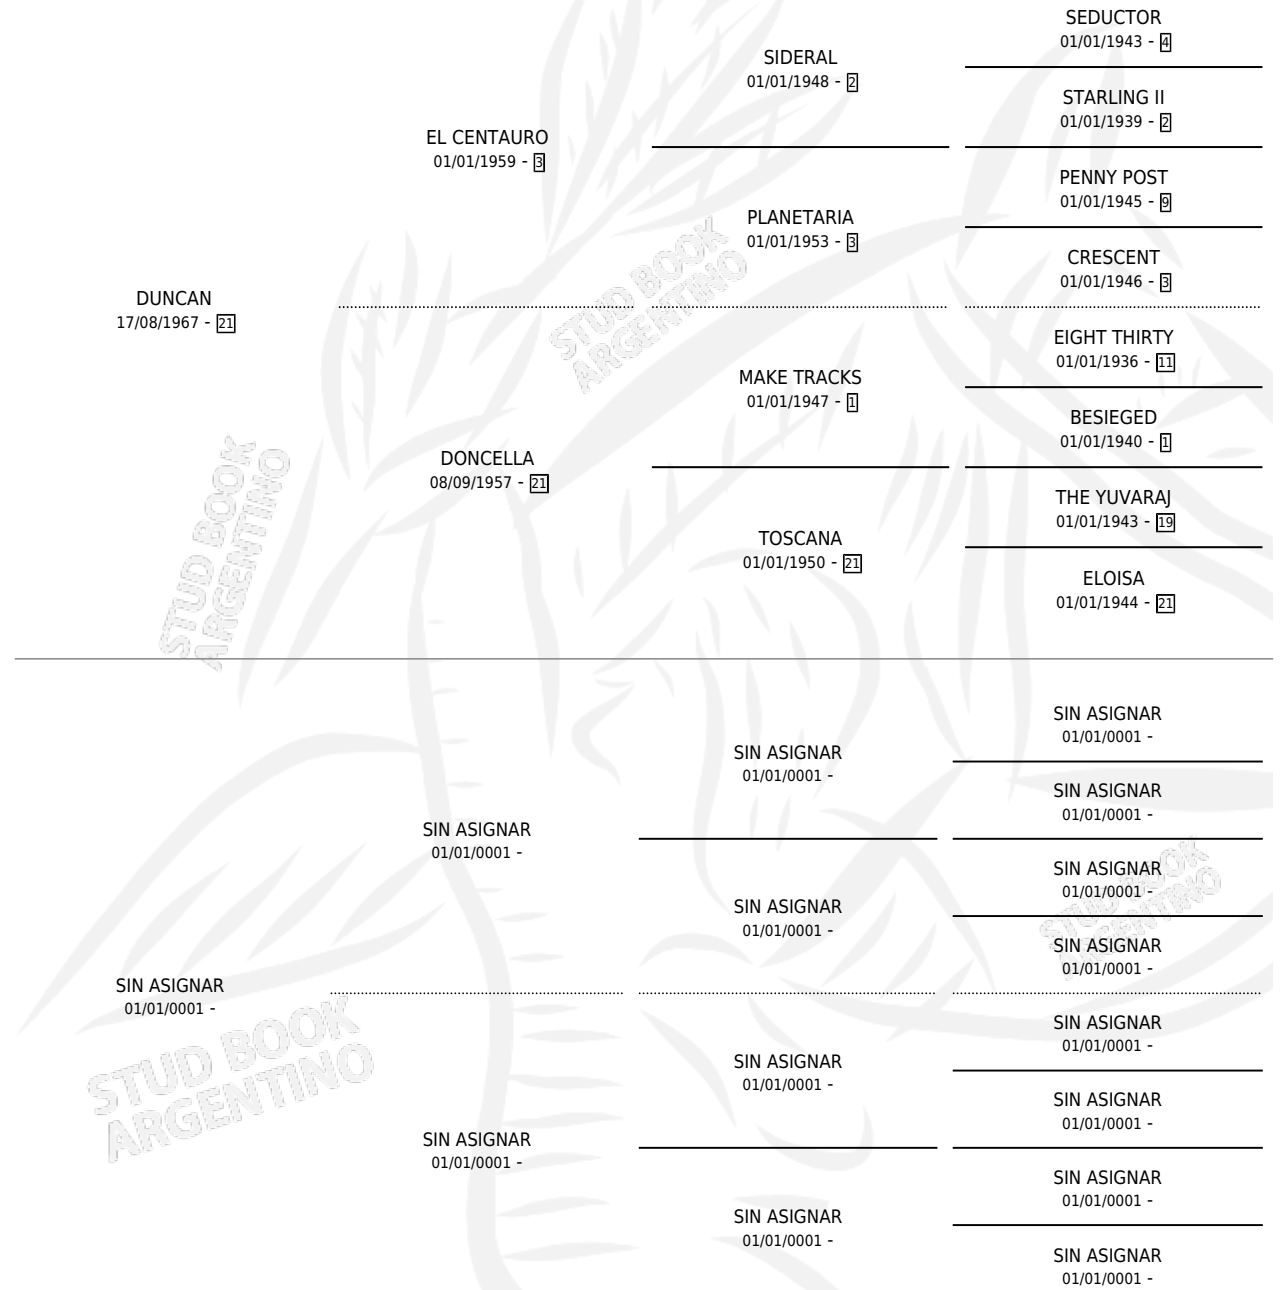 SEDUCTOR
01/01/1943 - 4
SIDERAL
01/01/1948 - 2
STARLING II
01/01/1939 - 2
EL CENTAURO
01/01/1959 - 3
PENNY POST
01/01/1945 - 9
PLANETARIA
01/01/1953 - 3
CRESCENT
01/01/1946 - 3
DUNCAN
17/08/1967 - 21
EIGHT THIRTY
01/01/1936 - 11
MAKE TRACKS
01/01/1947 - 1
BESIEGED
01/01/1940 - 1
DONCELLA
08/09/1957 - 21
THE YUVARAJ
01/01/1943 - 19
TOSCANA
01/01/1950 - 21
ELOISA
01/01/1944 - 21
STUD BOOK
ARGENTINO
STUD BOOK
ARGENTINO
SIN ASIGNAR
01/01/0001 -
SIN ASIGNAR
01/01/0001 -
SIN ASIGNAR
01/01/0001 -
SIN ASIGNAR
01/01/0001 -
SIN ASIGNAR
01/01/0001 -
SIN ASIGNAR
01/01/0001 -
SIN ASIGNAR
01/01/0001 -
SIN ASIGNAR
01/01/0001 -
SIN ASIGNAR
01/01/0001 -
SIN ASIGNAR
01/01/0001 -
SIN ASIGNAR
01/01/0001 -
SIN ASIGNAR
01/01/0001 -
SIN ASIGNAR
01/01/0001 -
SIN ASIGNAR
01/01/0001 -
SIN ASIGNAR
01/01/0001 -
STUD BOOK
ARGENTINO
STUD BOOK
ARGENTINO